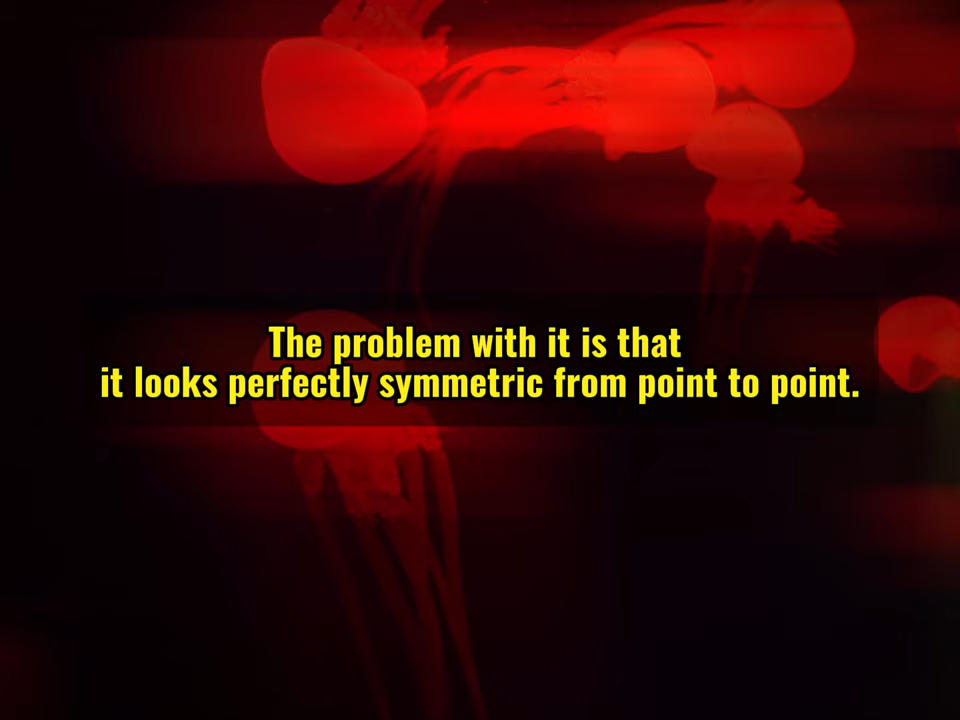 The problem with it is that
it looks perfectly symmetric from point to point.